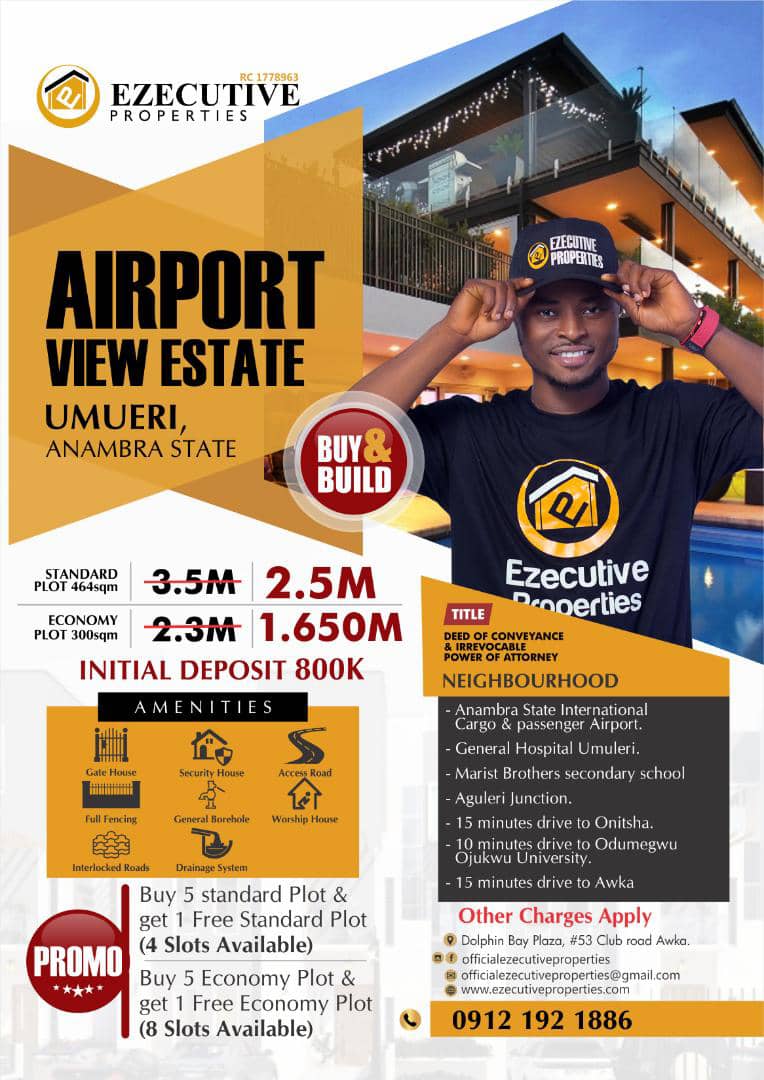 RC 1778963
EZECUTIVE
PROPERTIES
AIRPORT
VIEW ESTATE
UMUERI,
ANAMBRA STATE
BUY&
BUILD
EZECUTIVE
PROPERTIES
Ezecutive
Properties
STANDARD
PLOT 464sqm
3.5M
2.5M
ECONOMY
PLOT 300sqm
2.3M
1.650M
INITIAL DEPOSIT 800K
AMENITIES
Gate House
Security House
Access Road
Full Fencing
General Borehole
Worship House
Interlocked Roads
Drainage System
PROMO
Buy 5 standard Plot &
get 1 Free Standard Plot
(4 Slots Available)
Buy 5 Economy Plot &
get 1 Free Economy Plot
(8 Slots Available)
TITLE
DEED OF CONVEYANCE
& IRREVOCABLE
POWER OF ATTORNEY
NEIGHBOURHOOD
- Anambra State International
Cargo & passenger Airport.
- General Hospital Umuleri.
- Marist Brothers secondary school
- Aguleri Junction.
- 15 minutes drive to Onitsha.
- 10 minutes drive to Odumegwu
Ojukwu University.
- 15 minutes drive to Awka
Other Charges Apply
Dolphin Bay Plaza, #53 Club road Awka.
officialezecutiveproperties
officialezecutiveproperties@gmail.com
www.ezecutiveproperties.com
0912 192 1886